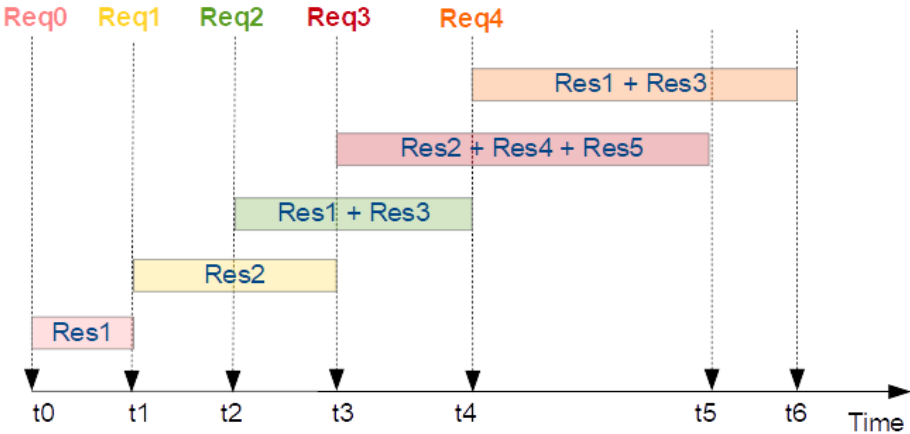 Req0 Req1 Req2 Req3 Req4
Res1 + Res3
Res2 + Res4 + Res5
Res1 + Res3
Res2
Res1
t0 t1 t2 t3 t4 t5 t6
Time